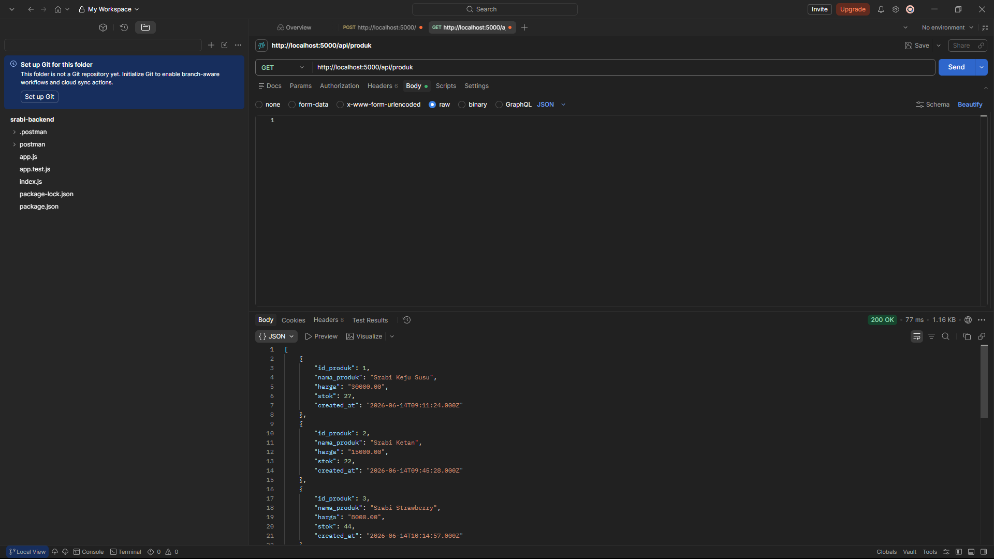 My Workspace
Search
Invite
Upgrade
Overview
POST http://localhost:5000/
GET http://localhost:5000/a
No environment
http://localhost:5000/api/produk
Save
Share
Set up Git for this folder
This folder is not a Git repository yet. Initialize Git to enable branch-aware
workflows and cloud sync actions.
Set up Git
GET
http://localhost:5000/api/produk
Send
Docs
Params
Authorization
Headers
Body
Scripts
Settings
none
form-data
x-www-form-urlencoded
raw
binary
GraphQL
JSON
Schema
Beautify
1
srabi-backend
.postman
postman
app.js
app.test.js
index.js
package-lock.json
package.json
Body
Cookies
Headers
Test Results
200 OK
77 ms
1.16 KB
{ } JSON
Preview
Visualize
1 [
2 {
3 "id_produk": 1,
4 "nama_produk": "Srabi Keju Susu",
5 "harga": "30000.00",
6 "stok": 27,
7 "created_at": "2026-06-14T09:11:24.000Z"
8 },
9 {
10 "id_produk": 2,
11 "nama_produk": "Srabi Ketan",
12 "harga": "15000.00",
13 "stok": 22,
14 "created_at": "2026-06-14T09:45:28.000Z"
15 },
16 {
17 "id_produk": 3,
18 "nama_produk": "Srabi Strawberry",
19 "harga": "8000.00",
20 "stok": 44,
21 "created_at": "2026-06-14T10:14:57.000Z"
Local View
Console
Terminal
0
0
Globals
Vault
Tools